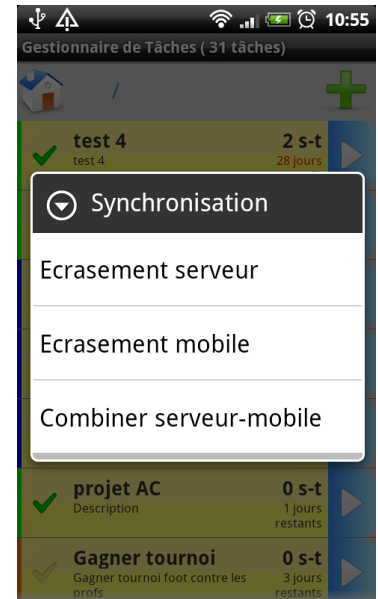 10:55
Gestionnaire de Tâches ( 31 tâches)
/
test 4 2 s-t
test 4 28 jours
Synchronisation
Ecrasement serveur
Ecrasement mobile
Combiner serveur-mobile
projet AC 0 s-t
Description 1 jours
restants
Gagner tournoi 0 s-t
Gagner tournoi foot contre les 3 jours
profs restants